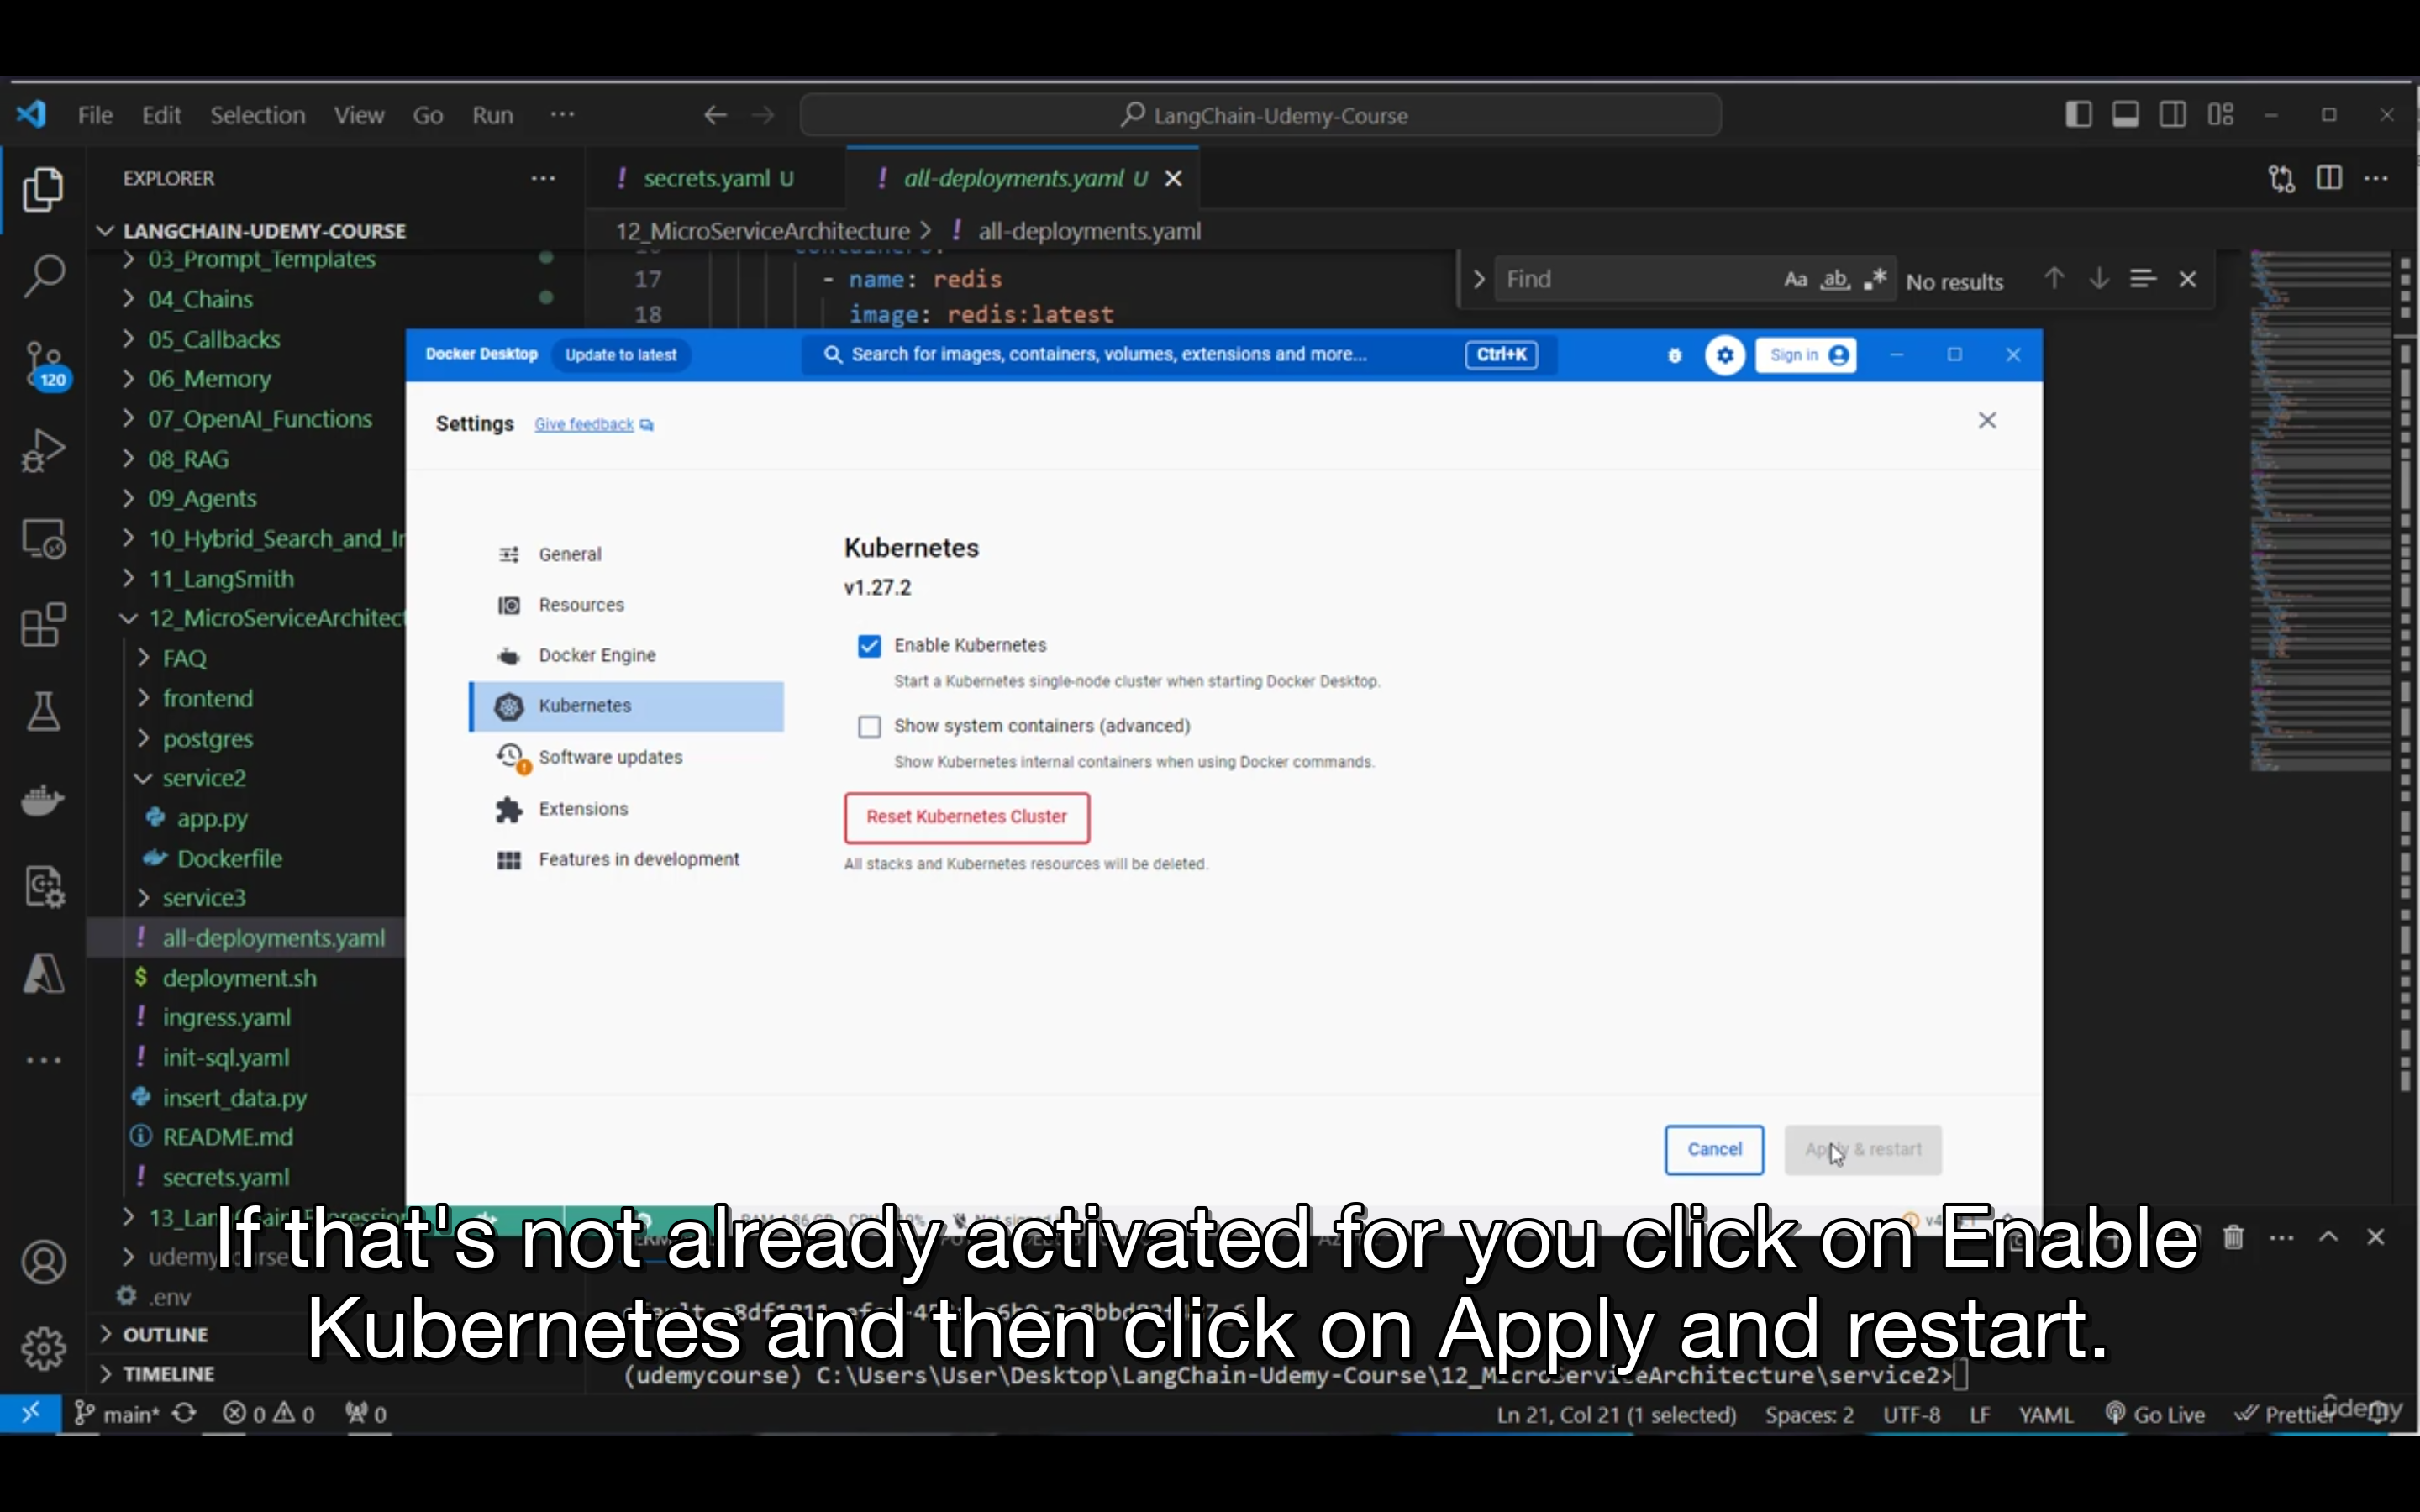 File Edit Selection View Go Run ···
LangChain-Udemy-Course
EXPLORER
LANGCHAIN-UDEMY-COURSE
03_Prompt_Templates
04_Chains
05_Callbacks
06_Memory
07_OpenAI_Functions
08_RAG
09_Agents
10_Hybrid_Search_and_Ir
11_LangSmith
12_MicroServiceArchitect
FAQ
frontend
postgres
service2
app.py
Dockerfile
service3
! all-deployments.yaml
$ deployment.sh
! ingress.yaml
! init-sql.yaml
insert_data.py
README.md
! secrets.yaml
.env
OUTLINE
TIMELINE
120
! secrets.yaml U
! all-deployments.yaml U
12_MicroServiceArchitecture > ! all-deployments.yaml
17 - name: redis
18 image: redis:latest
Find
Aa ab .*
No results
Docker Desktop
Update to latest
Search for images, containers, volumes, extensions and more...
Ctrl+K
Sign in
Settings
Give feedback
General
Resources
Docker Engine
Kubernetes
Software updates
Extensions
Features in development
Kubernetes
v1.27.2
Enable Kubernetes
Start a Kubernetes single-node cluster when starting Docker Desktop.
Show system containers (advanced)
Show Kubernetes internal containers when using Docker commands.
Reset Kubernetes Cluster
All stacks and Kubernetes resources will be deleted.
Cancel
Apply & restart
If that's not already activated for you click on Enable
Kubernetes and then click on Apply and restart.
(udemycourse) C:\Users\User\Desktop\LangChain-Udemy-Course\12_MicroServiceArchitecture\service2>
main* 0 0 0
Ln 21, Col 21 (1 selected) Spaces: 2 UTF-8 LF YAML Go Live Prettier
ûdemy